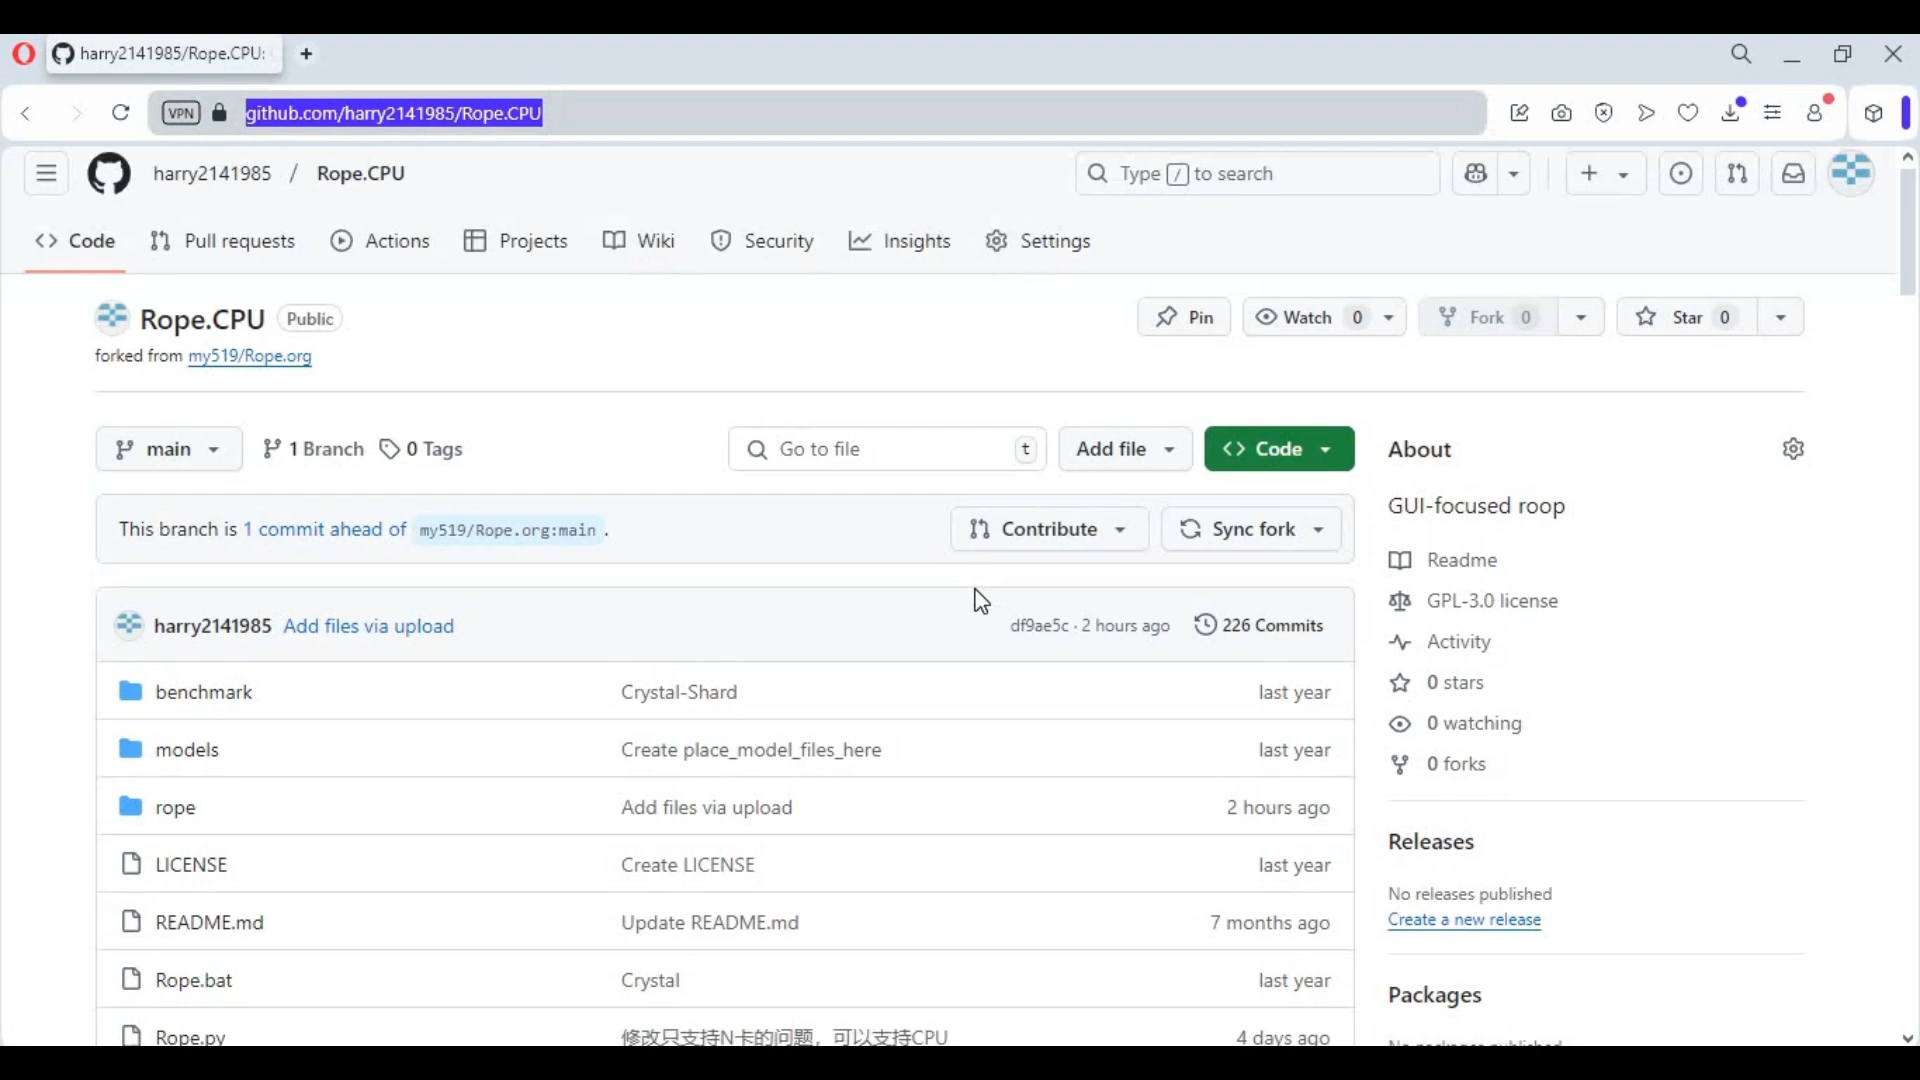 harry2141985/Rope.CPU:
VPN github.com/harry2141985/Rope.CPU
harry2141985 / Rope.CPU
Type / to search
Code Pull requests Actions Projects Wiki Security Insights Settings
Rope.CPU Public
Pin Watch 0 Fork 0 Star 0
forked from my519/Rope.org
main 1 Branch 0 Tags Go to file t Add file Code
About
GUI-focused roop
This branch is 1 commit ahead of my519/Rope.org:main .
Contribute Sync fork
Readme
GPL-3.0 license
Activity
0 stars
0 watching
0 forks
harry2141985 Add files via upload df9ae5c · 2 hours ago 226 Commits
benchmark Crystal-Shard last year
models Create place_model_files_here last year
rope Add files via upload 2 hours ago
LICENSE Create LICENSE last year
README.md Update README.md 7 months ago
Rope.bat Crystal last year
Rope.py 修改只支持N卡的问题，可以支持CPU 4 days ago
Releases
No releases published
Create a new release
Packages
No packages published